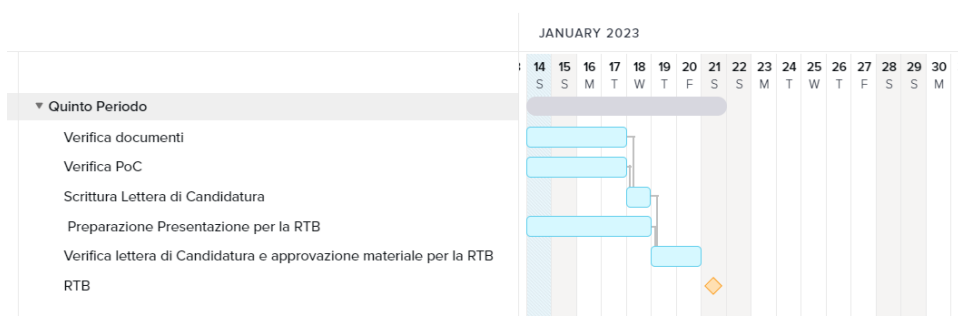 JANUARY 2023
14 15 16 17 18 19 20 21 22 23 24 25 26 27 28 29 30
S S M T W T F S S M T W T F S S M
Quinto Periodo
Verifica documenti
Verifica PoC
Scrittura Lettera di Candidatura
Preparazione Presentazione per la RTB
Verifica lettera di Candidatura e approvazione materiale per la RTB
RTB